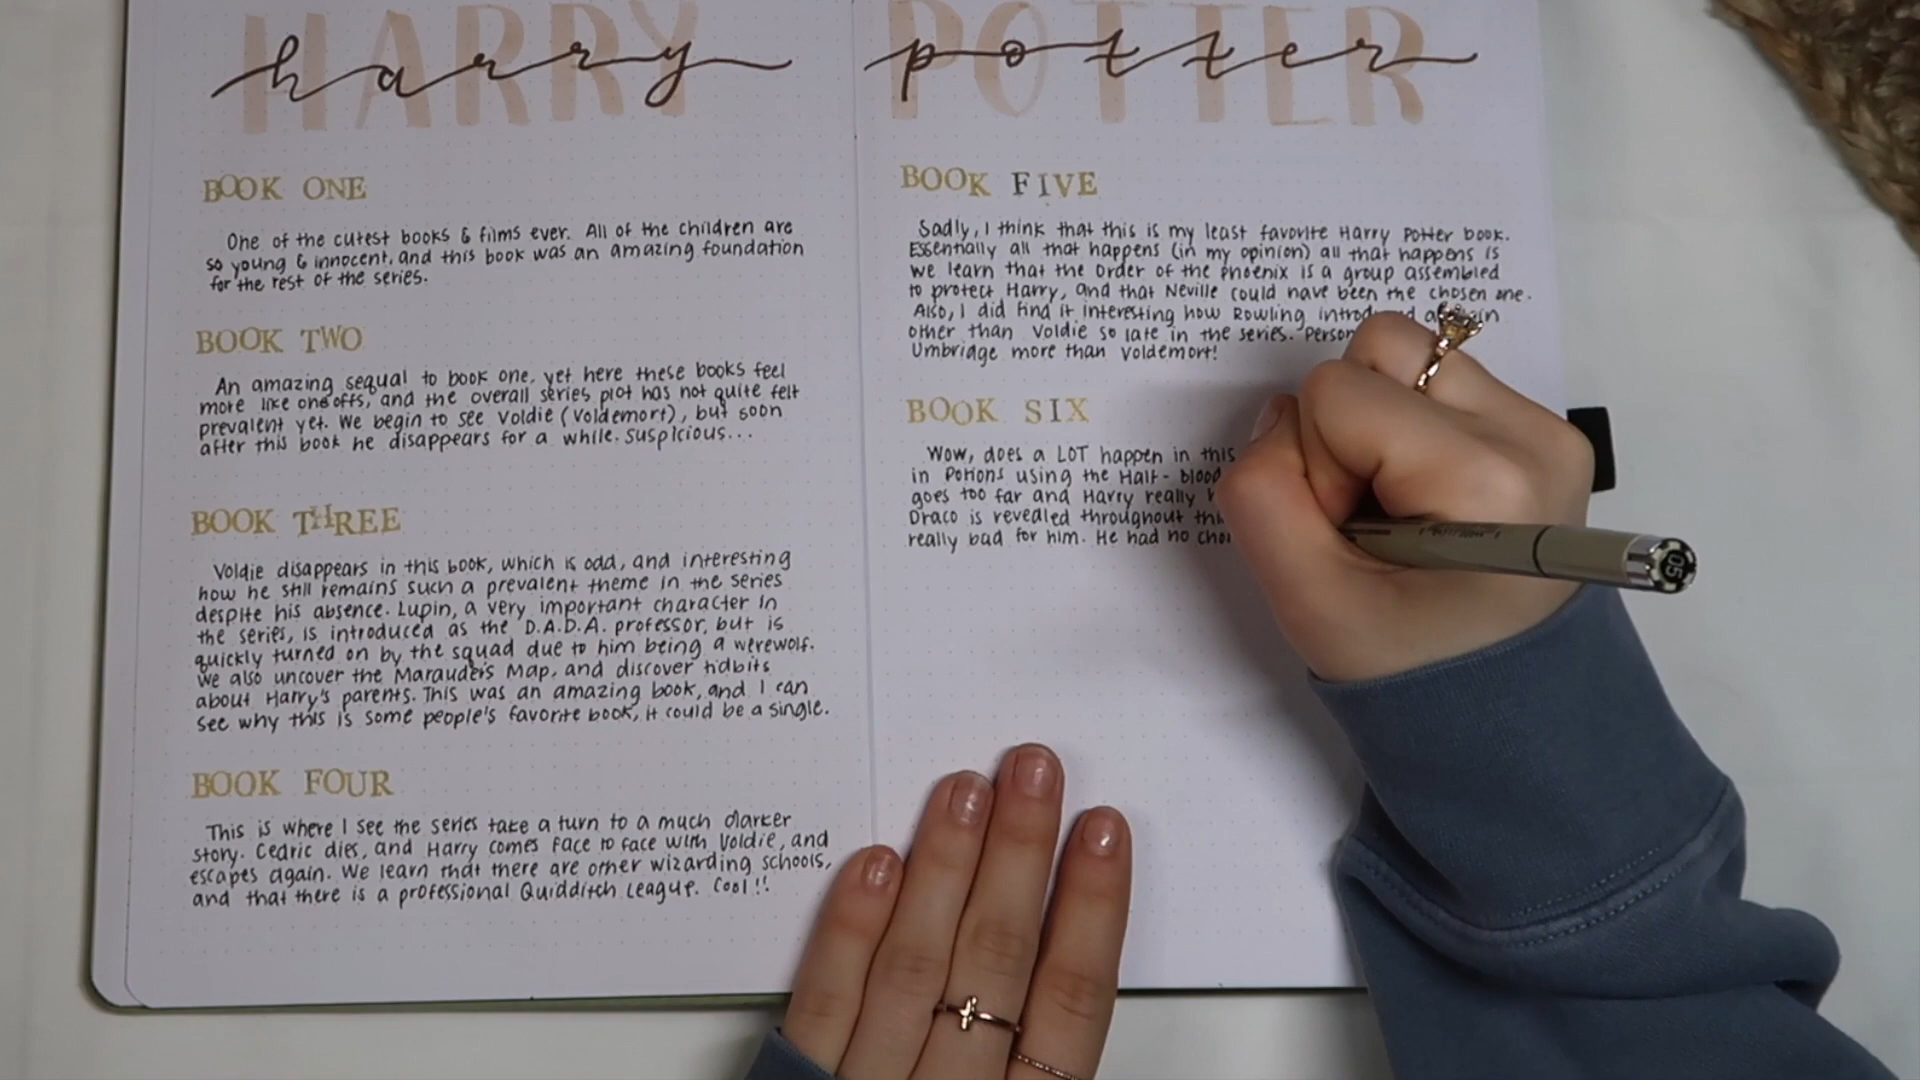 HARRY POTTER
harry potter
BOOK ONE
One of the cutest books & films ever. All of the children are
so young & innocent, and this book was an amazing foundation
for the rest of the series.
BOOK TWO
An amazing sequal to book one, yet here these books feel
more like one offs, and the overall series plot has not quite felt
prevalent yet. We begin to see Voldie (Voldemort), but soon
after this book he disappears for a while. Suspicious...
BOOK THREE
Voldie disappears in this book, which is odd, and interesting
how he still remains such a prevalent theme in the series
despite his absence. Lupin, a very important character in
the series, is introduced as the D.A.D.A. professor, but is
quickly turned on by the squad due to him being a werewolf.
We also uncover the Marauder's Map, and discover tidbits
about Harry's parents. This was an amazing book, and I can
see why this is some people's favorite book, it could be a single.
BOOK FOUR
This is where I see the series take a turn to a much darker
story. Cedric dies, and Harry comes face to face with Voldie, and
escapes again. We learn that there are other wizarding schools,
and that there is a professional Quidditch League. Cool!!
BOOK FIVE
Sadly, I think that this is my least favorite Harry Potter book.
Essentially all that happens (in my opinion) all that happens is
we learn that the Order of the Phoenix is a group assembled
to protect Harry, and that Neville could have been the chosen one.
Also, I did find it interesting how Rowling
other than Voldie so late in the series.
Umbridge more than Voldemort!
BOOK SIX
Wow, does a LOT happen in this
in Potions using the Half-Blood
goes too far and Harry really
Draco is revealed throughout
really bad for him. He had no
05